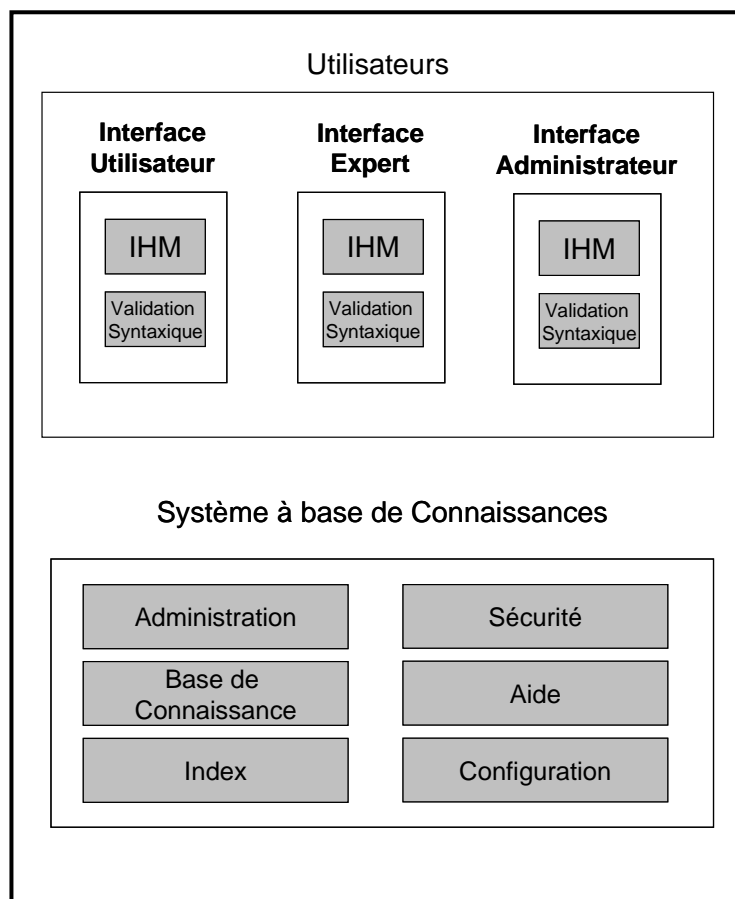 Utilisateurs
Interface
Utilisateur
Interface
Expert
Interface
Administrateur
IHM
Validation
Syntaxique
IHM
Validation
Syntaxique
IHM
Validation
Syntaxique
Système à base de Connaissances
Administration
Sécurité
Base de
Connaissance
Aide
Index
Configuration